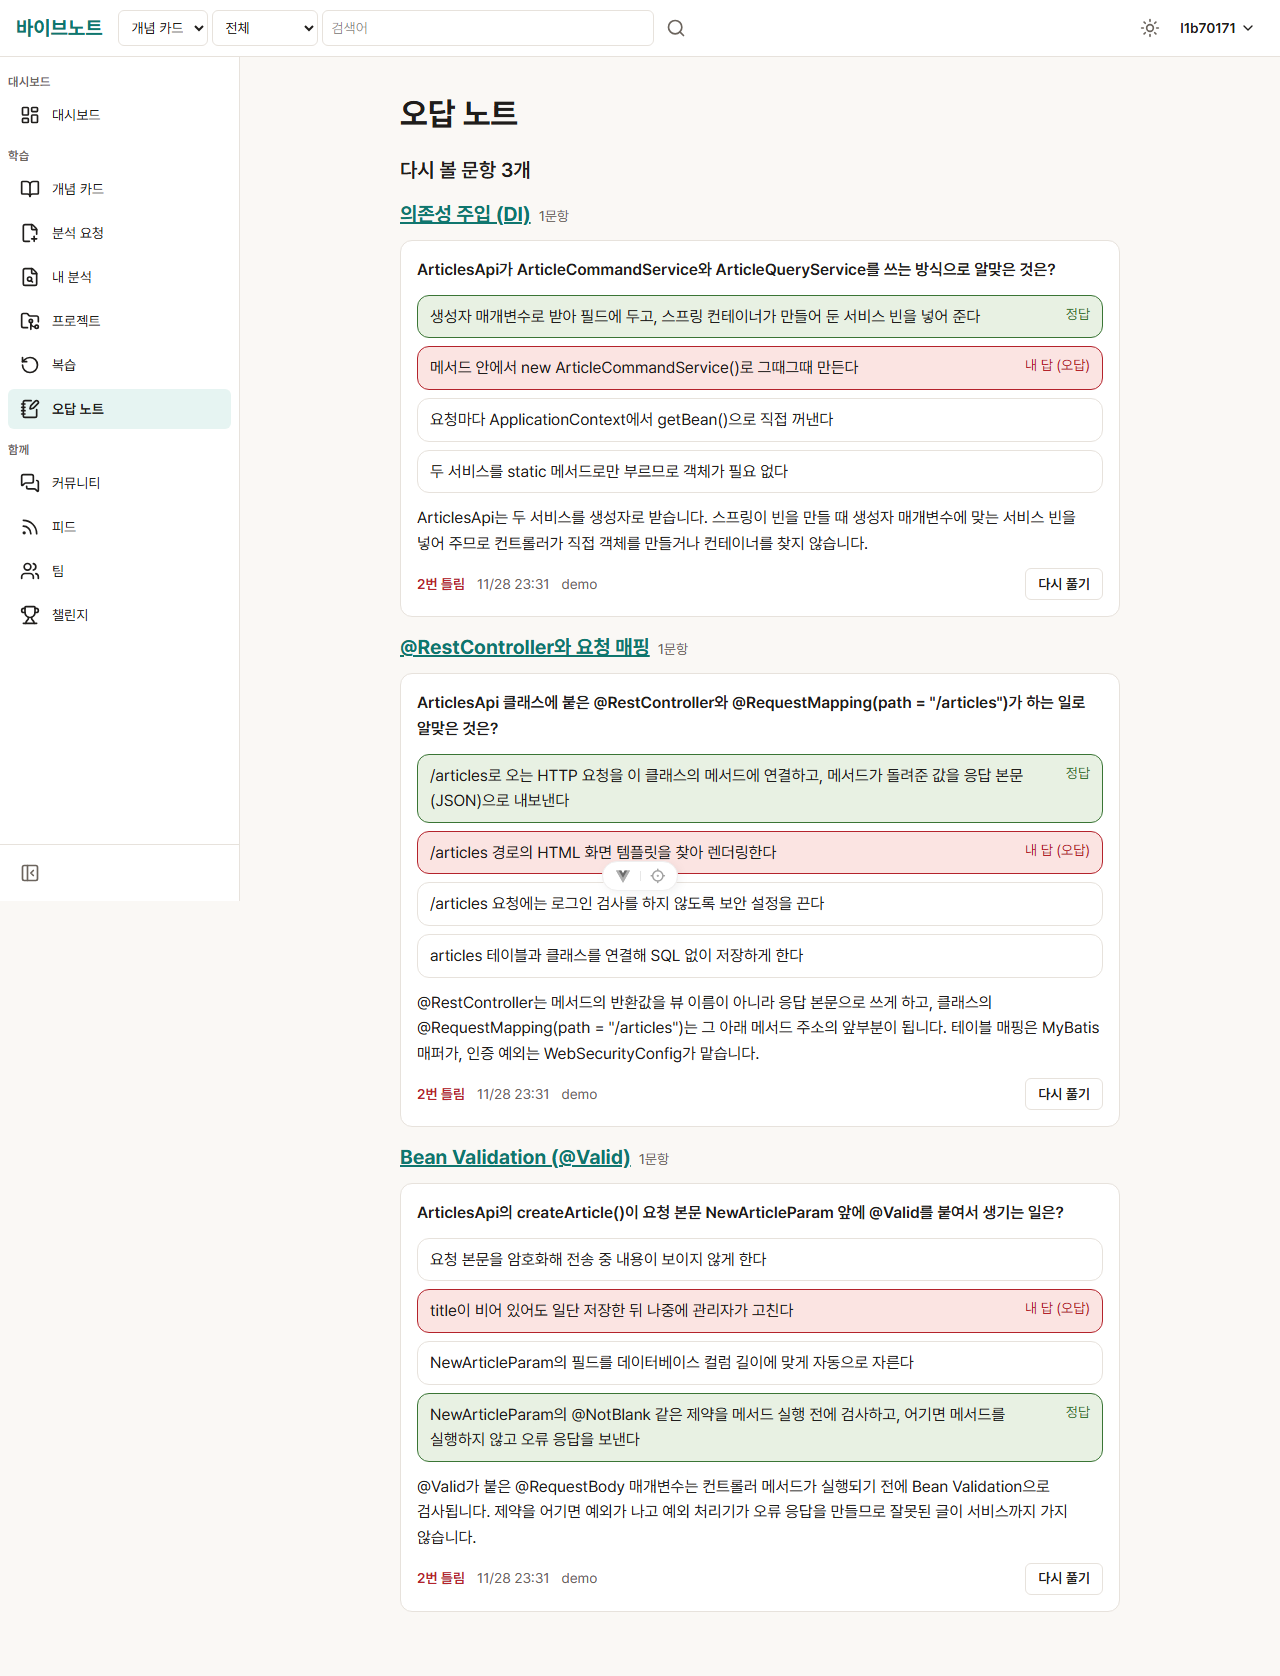 바이브노트
개념 카드
전체
검색어
l1b70171
대시보드
대시보드
학습
개념 카드
분석 요청
내 분석
프로젝트
복습
오답 노트
함께
커뮤니티
피드
팀
챌린지
오답 노트
다시 볼 문항 3개
의존성 주입 (DI) 1문항
ArticlesApi가 ArticleCommandService와 ArticleQueryService를 쓰는 방식으로 알맞은 것은?
생성자 매개변수로 받아 필드에 두고, 스프링 컨테이너가 만들어 둔 서비스 빈을 넣어 준다 정답
메서드 안에서 new ArticleCommandService()로 그때그때 만든다 내 답 (오답)
요청마다 ApplicationContext에서 getBean()으로 직접 꺼낸다
두 서비스를 static 메서드로만 부르므로 객체가 필요 없다
ArticlesApi는 두 서비스를 생성자로 받습니다. 스프링이 빈을 만들 때 생성자 매개변수에 맞는 서비스 빈을
넣어 주므로 컨트롤러가 직접 객체를 만들거나 컨테이너를 찾지 않습니다.
2번 틀림 11/28 23:31 demo 다시 풀기
@RestController와 요청 매핑 1문항
ArticlesApi 클래스에 붙은 @RestController와 @RequestMapping(path = "/articles")가 하는 일로
알맞은 것은?
/articles로 오는 HTTP 요청을 이 클래스의 메서드에 연결하고, 메서드가 돌려준 값을 응답 본문 정답
(JSON)으로 내보낸다
/articles 경로의 HTML 화면 템플릿을 찾아 렌더링한다 내 답 (오답)
/articles 요청에는 로그인 검사를 하지 않도록 보안 설정을 끈다
articles 테이블과 클래스를 연결해 SQL 없이 저장하게 한다
@RestController는 메서드의 반환값을 뷰 이름이 아니라 응답 본문으로 쓰게 하고, 클래스의
@RequestMapping(path = "/articles")는 그 아래 메서드 주소의 앞부분이 됩니다. 테이블 매핑은 MyBatis
매퍼가, 인증 예외는 WebSecurityConfig가 맡습니다.
2번 틀림 11/28 23:31 demo 다시 풀기
Bean Validation (@Valid) 1문항
ArticlesApi의 createArticle()이 요청 본문 NewArticleParam 앞에 @Valid를 붙여서 생기는 일은?
요청 본문을 암호화해 전송 중 내용이 보이지 않게 한다
title이 비어 있어도 일단 저장한 뒤 나중에 관리자가 고친다 내 답 (오답)
NewArticleParam의 필드를 데이터베이스 컬럼 길이에 맞게 자동으로 자른다
NewArticleParam의 @NotBlank 같은 제약을 메서드 실행 전에 검사하고, 어기면 메서드를 정답
실행하지 않고 오류 응답을 보낸다
@Valid가 붙은 @RequestBody 매개변수는 컨트롤러 메서드가 실행되기 전에 Bean Validation으로
검사됩니다. 제약을 어기면 예외가 나고 예외 처리기가 오류 응답을 만들므로 잘못된 글이 서비스까지 가지
않습니다.
2번 틀림 11/28 23:31 demo 다시 풀기